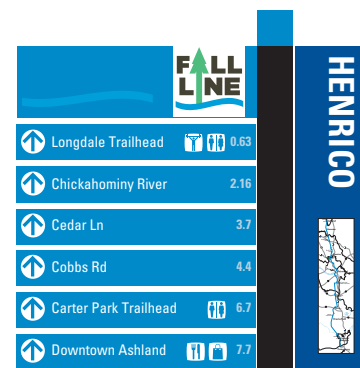 FALL
LINE
Longdale Trailhead 0.63
Chickahominy River 2.16
Cedar Ln 3.7
Cobbs Rd 4.4
Carter Park Trailhead 6.7
Downtown Ashland 7.7
HENRICO